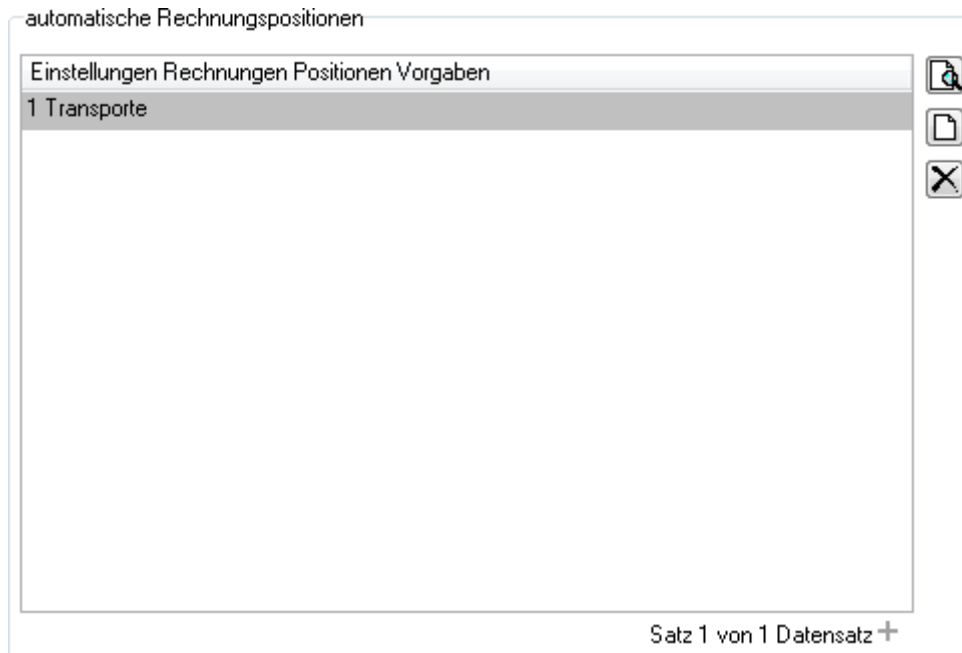 automatische Rechnungspositionen
Einstellungen Rechnungen Positionen Vorgaben
1 Transporte
Satz 1 von 1 Datensatz